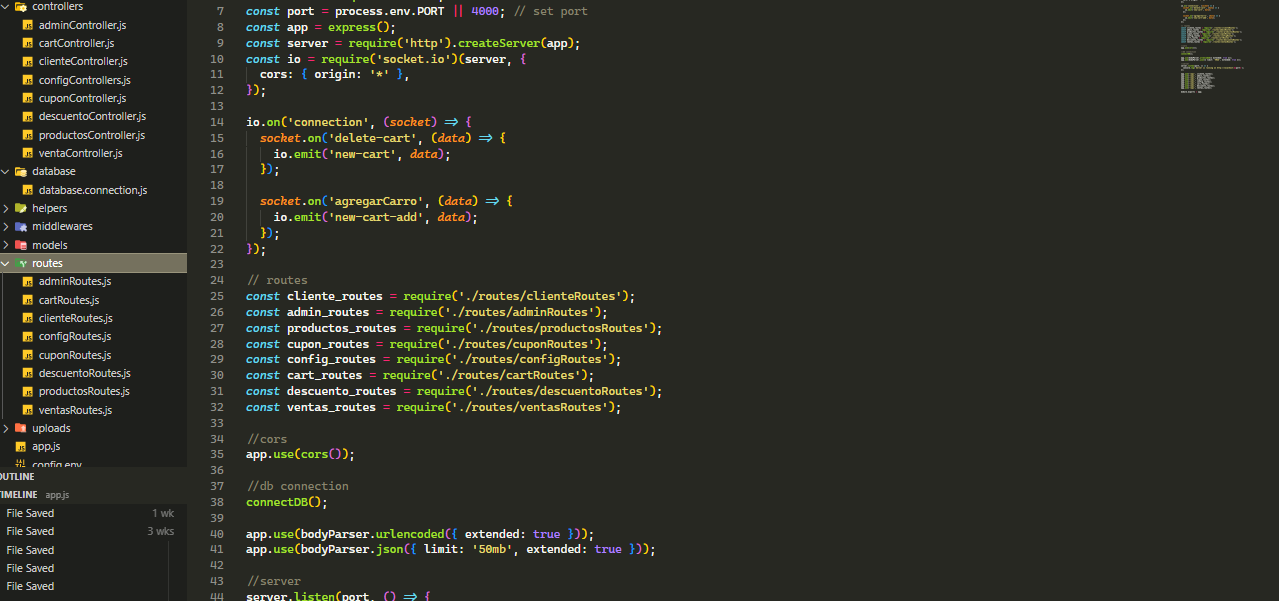 controllers
adminController.js
cartController.js
clienteController.js
configControllers.js
cuponController.js
descuentoController.js
productosController.js
ventaController.js
database
database.connection.js
helpers
middlewares
models
routes
adminRoutes.js
cartRoutes.js
clienteRoutes.js
configRoutes.js
cuponRoutes.js
descuentoRoutes.js
productosRoutes.js
ventasRoutes.js
uploads
app.js
config.env
OUTLINE
TIMELINE app.js
File Saved 1 wk
File Saved 3 wks
File Saved
File Saved
File Saved
7 const port = process.env.PORT || 4000; // set port
8 const app = express();
9 const server = require('http').createServer(app);
10 const io = require('socket.io')(server, {
11 cors: { origin: '*' },
12 });
13
14 io.on('connection', (socket) => {
15 socket.on('delete-cart', (data) => {
16 io.emit('new-cart', data);
17 });
18
19 socket.on('agregarCarro', (data) => {
20 io.emit('new-cart-add', data);
21 });
22 });
23
24 // routes
25 const cliente_routes = require('./routes/clienteRoutes');
26 const admin_routes = require('./routes/adminRoutes');
27 const productos_routes = require('./routes/productosRoutes');
28 const cupon_routes = require('./routes/cuponRoutes');
29 const config_routes = require('./routes/configRoutes');
30 const cart_routes = require('./routes/cartRoutes');
31 const descuento_routes = require('./routes/descuentoRoutes');
32 const ventas_routes = require('./routes/ventasRoutes');
33
34 //cors
35 app.use(cors());
36
37 //db connection
38 connectDB();
39
40 app.use(bodyParser.urlencoded({ extended: true }));
41 app.use(bodyParser.json({ limit: '50mb', extended: true }));
42
43 //server
44 server.listen(port, () => {